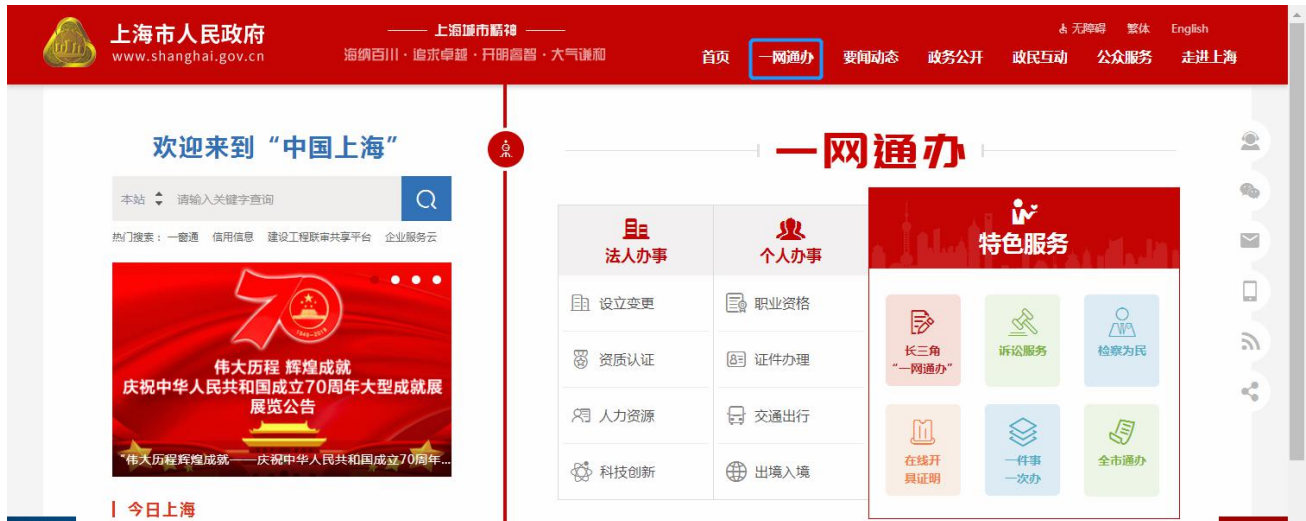 上海市人民政府
www.shanghai.gov.cn
上海城市精神
海纳百川·追求卓越·开明睿智·大气谦和
无障碍 繁体 English
首页 一网通办 要闻动态 政务公开 政民互动 公众服务 走进上海
欢迎来到“中国上海”
本站 请输入关键字查询
热门搜索：一窗通 信用信息 建设工程联审共享平台 企业服务云
伟大历程 辉煌成就
庆祝中华人民共和国成立70周年大型成就展
展览公告
“伟大历程辉煌成就——庆祝中华人民共和国成立70周年...
今日上海
一网通办
法人办事
设立变更
资质认证
人力资源
科技创新
个人办事
职业资格
证件办理
交通出行
出境入境
特色服务
长三角
“一网通办”
诉讼服务
检察为民
在线开
具证明
一件事
一次办
全市通办